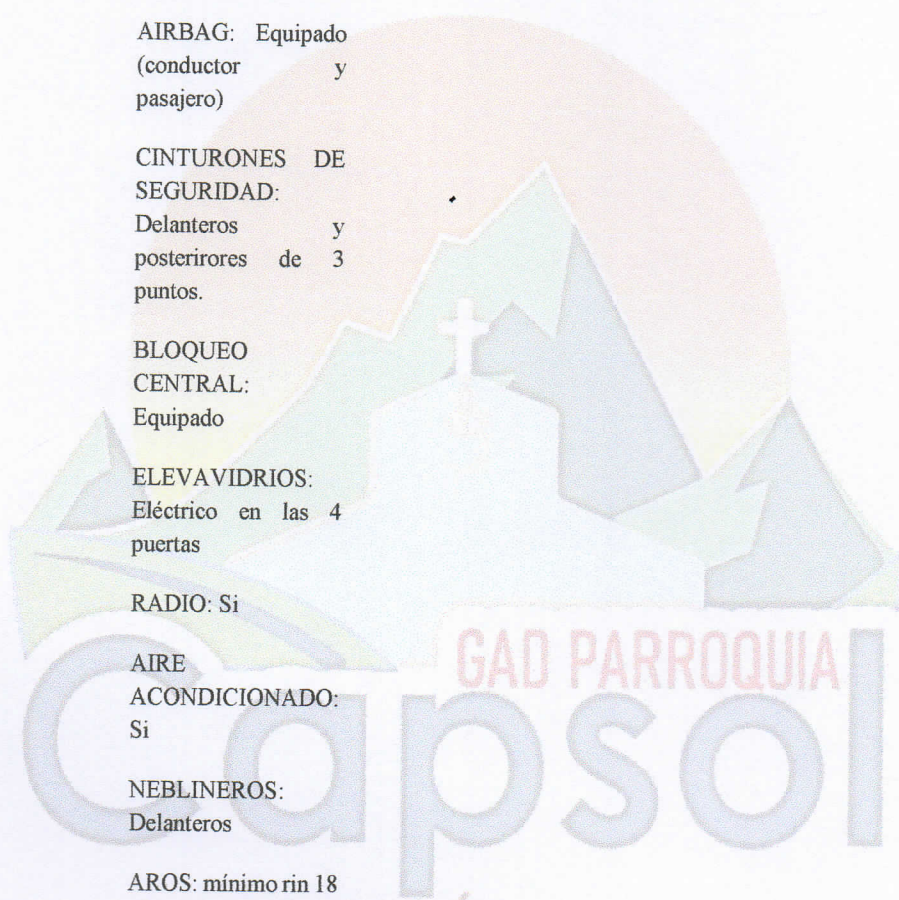 AIRBAG: Equipado
(conductor y
pasajero)
CINTURONES DE
SEGURIDAD:
Delanteros y
posterirores de 3
puntos.
BLOQUEO
CENTRAL:
Equipado
ELEVAVIDRIOS:
Eléctrico en las 4
puertas
RADIO: Si
AIRE
ACONDICIONADO:
Si
NEBLINEROS:
Delanteros
AROS: mínimo rin 18
GAD PARROQUIA
Capsol